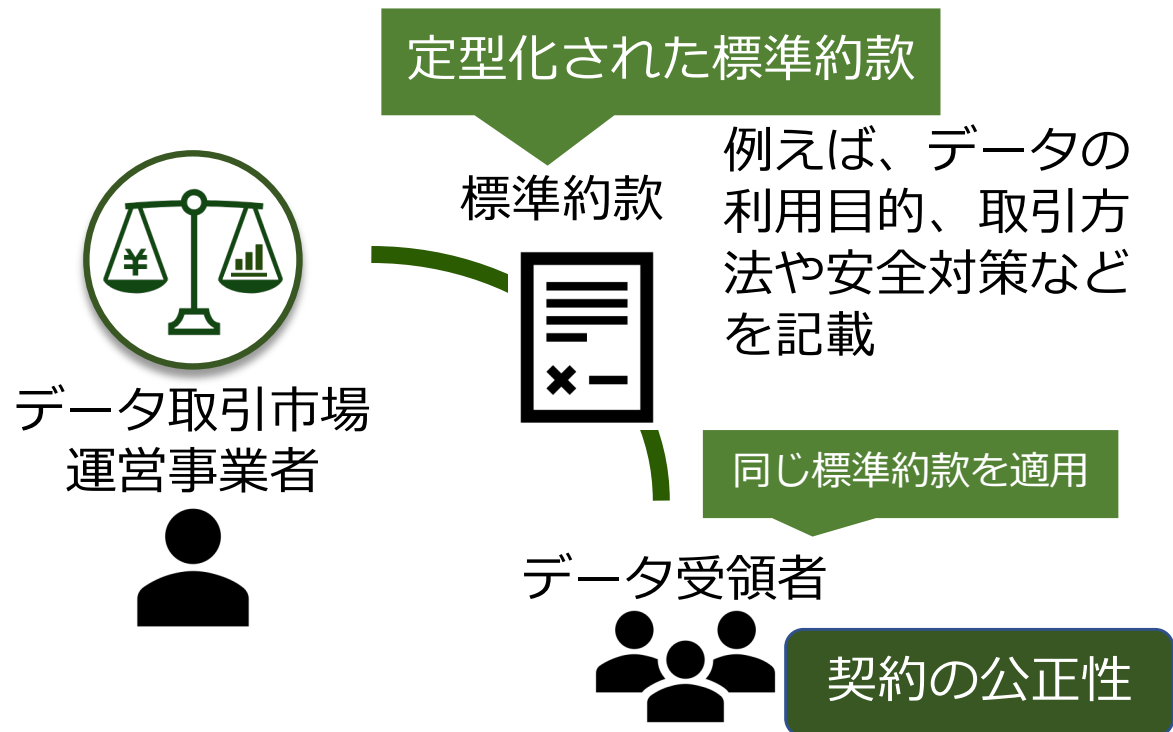 定型化された標準約款
標準約款
例えば、データの
利用目的、取引方
法や安全対策など
を記載
¥
データ取引市場
運営事業者
同じ標準約款を適用
データ受領者
契約の公正性